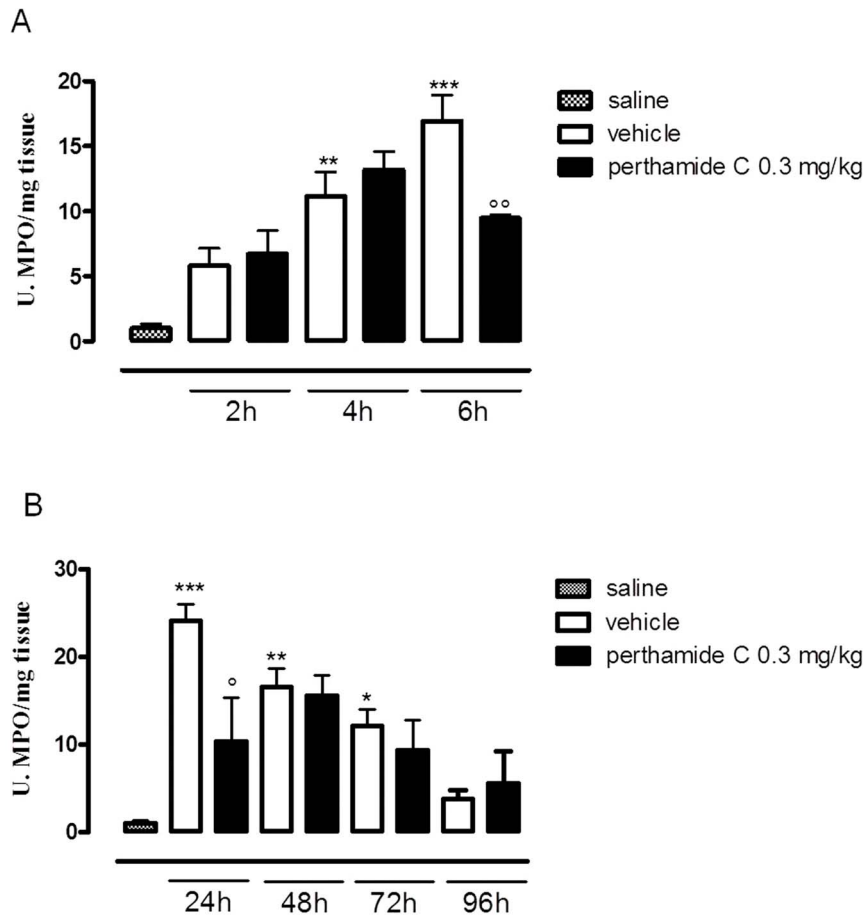 A
U. MPO/mg tissue
20
15
10
5
0
**
***
°°
saline
vehicle
perthamide C 0.3 mg/kg
2h 4h 6h
B
U. MPO/mg tissue
30
20
10
0
***
°
**
*
saline
vehicle
perthamide C 0.3 mg/kg
24h 48h 72h 96h